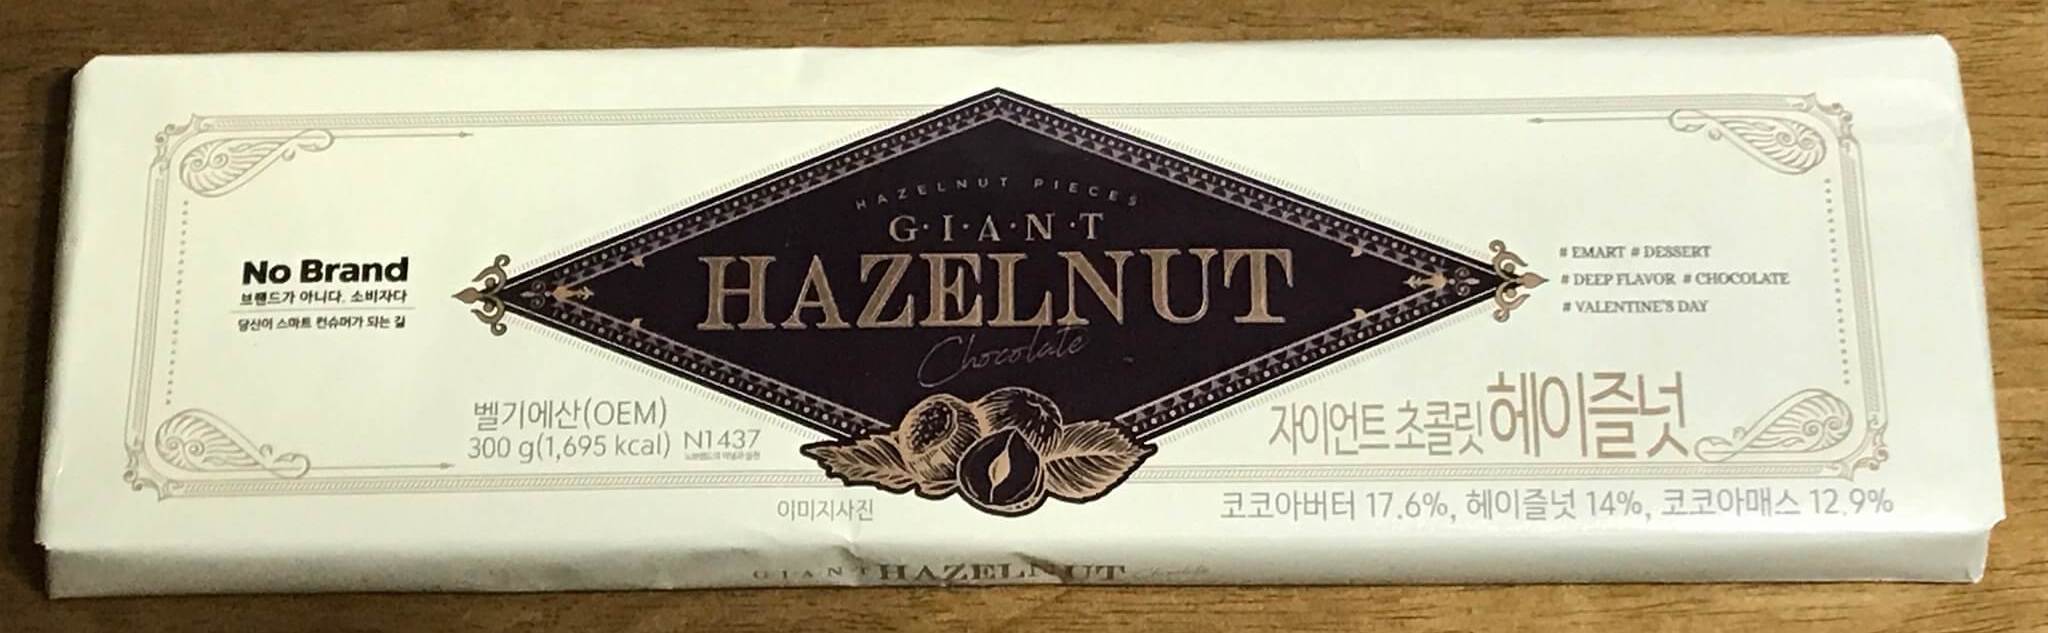 HAZELNUT PIECES
G·I·A·N·T
HAZELNUT
Chocolate
No Brand
브랜드가 아니다. 소비자다
당신이 스마트 컨슈머가 되는 길
# EMART # DESSERT
# DEEP FLAVOR # CHOCOLATE
# VALENTINE'S DAY
벨기에산(OEM)
300 g(1,695 kcal) N1437
자이언트 초콜릿 헤이즐넛
이미지사진
코코아버터 17.6%, 헤이즐넛 14%, 코코아매스 12.9%
GIANT HAZELNUT Chocolate